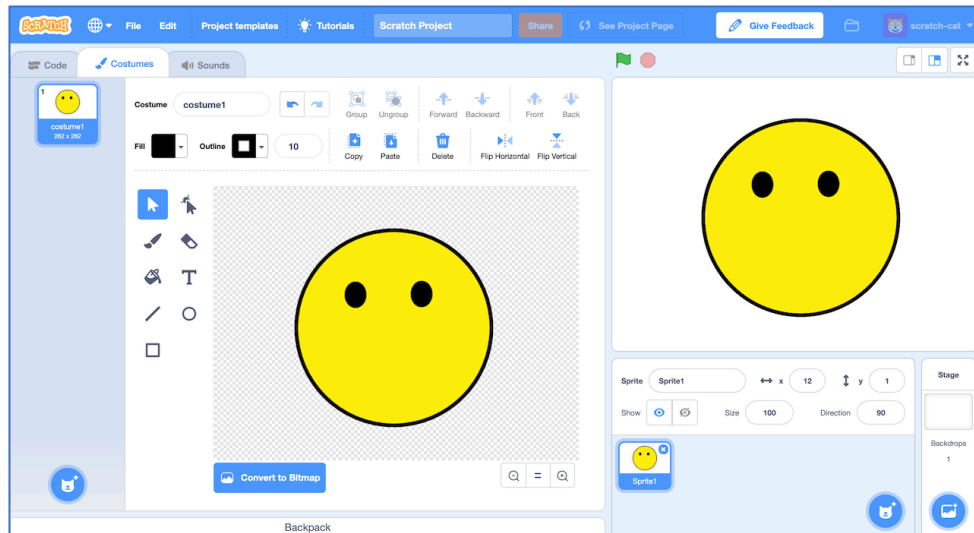 SCRATCH File Edit Project templates Tutorials Scratch Project Share See Project Page Give Feedback scratch-cat
Code Costumes Sounds
1
costume1
262 x 262
Costume costume1 Group Ungroup Forward Backward Front Back
Fill Outline 10 Copy Paste Delete Flip Horizontal Flip Vertical
T
Convert to Bitmap
Backpack
Sprite Sprite1 x 12 y 1
Show Size 100 Direction 90
Sprite1
Stage
Backdrops
1